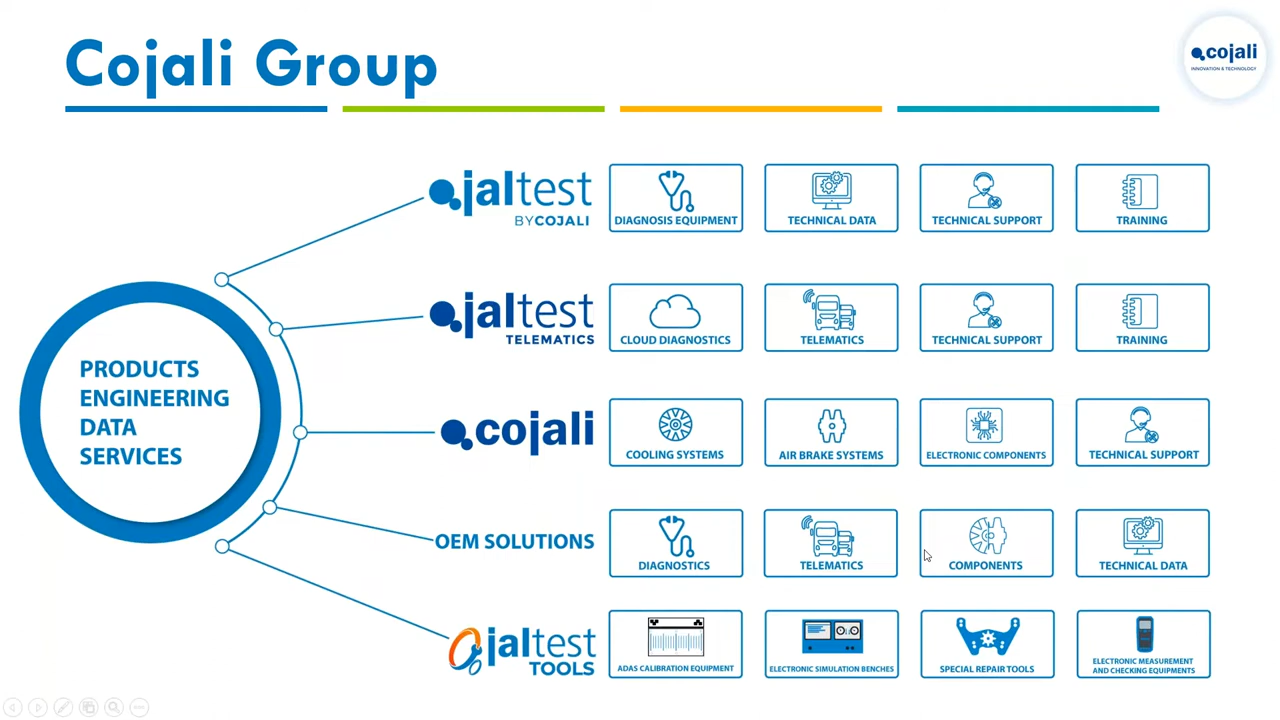 Cojali Group
cojali
INNOVATION & TECHNOLOGY
PRODUCTS
ENGINEERING
DATA
SERVICES
jaltest
BY COJALI
DIAGNOSIS EQUIPMENT
TECHNICAL DATA
TECHNICAL SUPPORT
TRAINING
jaltest
TELEMATICS
CLOUD DIAGNOSTICS
TELEMATICS
TECHNICAL SUPPORT
TRAINING
cojali
COOLING SYSTEMS
AIR BRAKE SYSTEMS
ELECTRONIC COMPONENTS
TECHNICAL SUPPORT
OEM SOLUTIONS
DIAGNOSTICS
TELEMATICS
COMPONENTS
TECHNICAL DATA
jaltest
TOOLS
ADAS CALIBRATION EQUIPMENT
ELECTRONIC SIMULATION BENCHES
SPECIAL REPAIR TOOLS
ELECTRONIC MEASUREMENT
AND CHECKING EQUIPMENTS